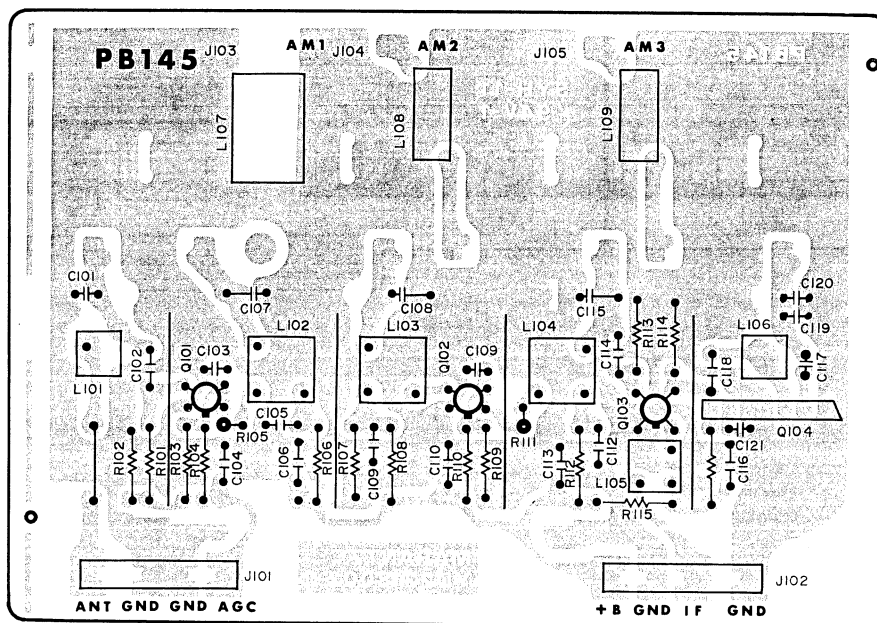 PB145
J103
AM1
J104
AM2
J105
AM3
L107
L108
L109
C101
C107
C108
C115
C120
C119
R113
R114
L106
C117
L101
C102
Q101
C103
L102
L103
Q102
C109
L104
C114
C118
Q103
Q104
R105
C105
R111
C121
R102
R101
R103
R104
C104
C106
R106
R107
C109
R108
C110
R110
R109
C113
R112
C112
L105
C116
R115
J101
J102
ANT GND GND AGC
+B GND IF GND